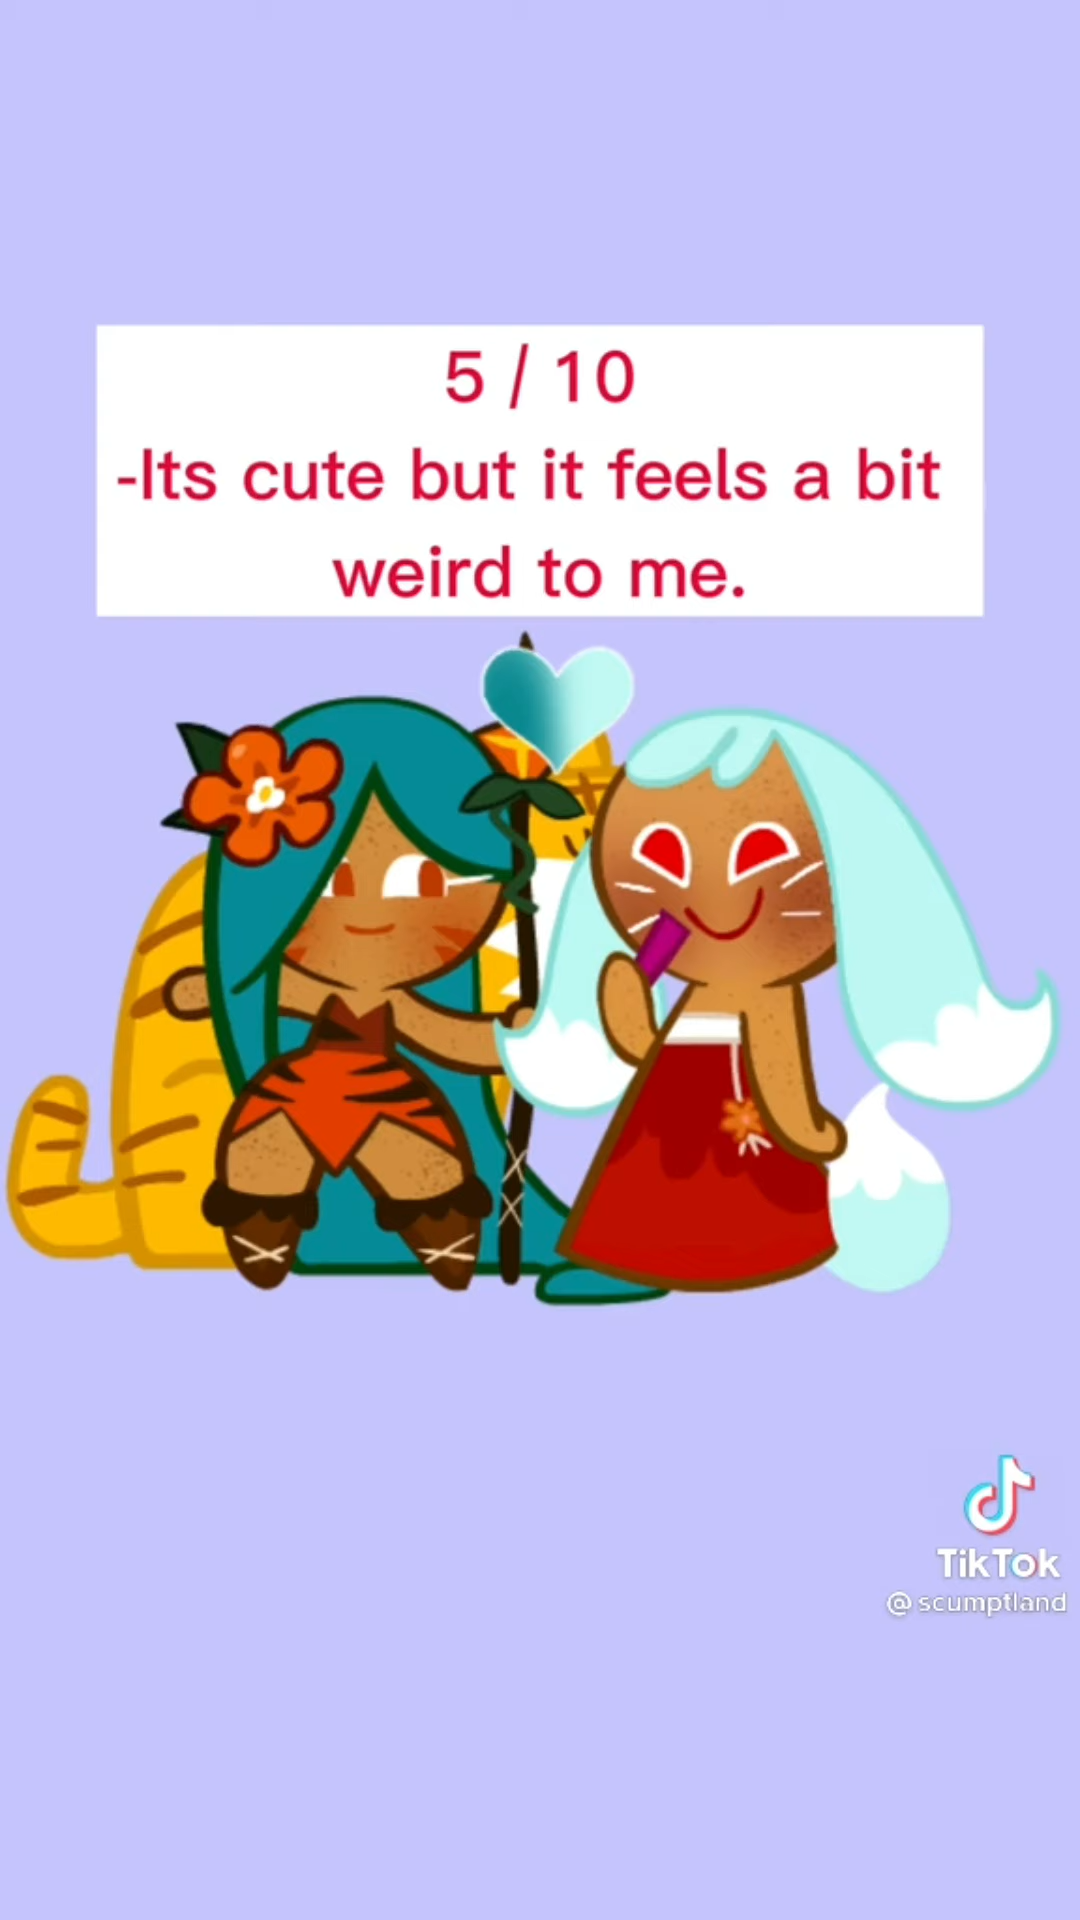 5 / 10
-Its cute but it feels a bit
weird to me.
TikTok
@scumptland